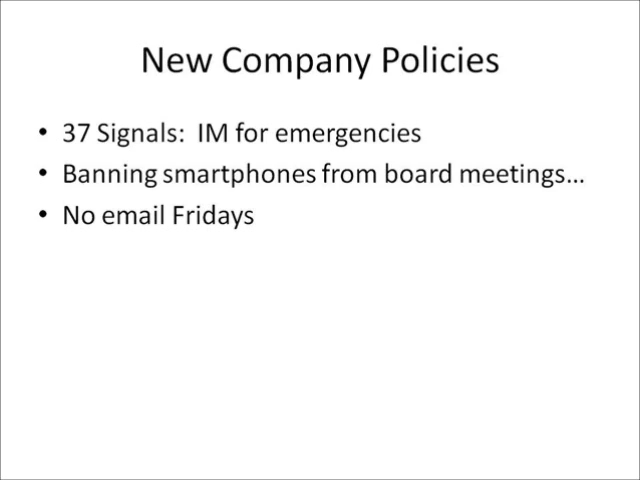 New Company Policies
• 37 Signals:  IM for emergencies
• Banning smartphones from board meetings...
• No email Fridays